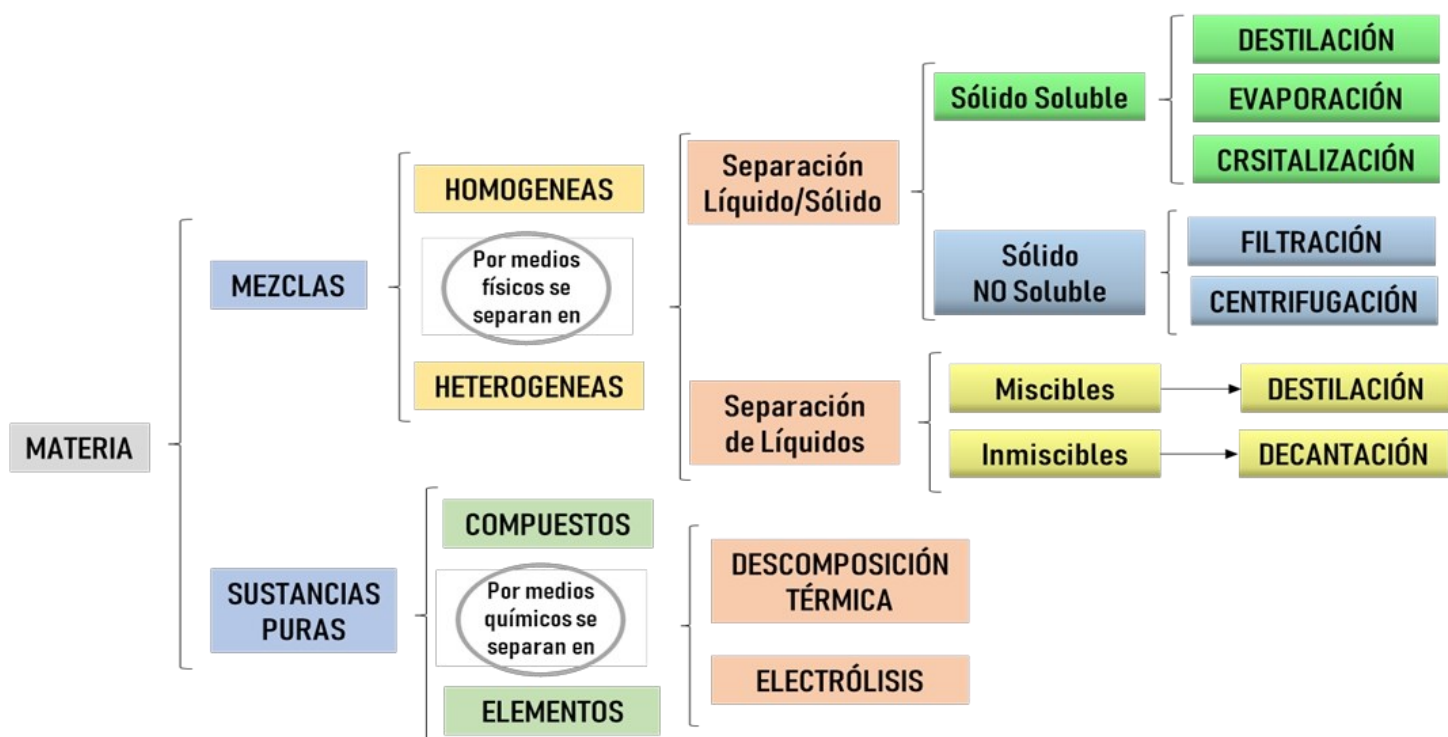 MATERIA
MEZCLAS
HOMOGENEAS
Por medios
físicos se
separan en
HETEROGENEAS
Separación
Líquido/Sólido
Sólido Soluble
DESTILACIÓN
EVAPORACIÓN
CRSITALIZACIÓN
Sólido
NO Soluble
FILTRACIÓN
CENTRIFUGACIÓN
Separación
de Líquidos
Miscibles
DESTILACIÓN
Inmiscibles
DECANTACIÓN
SUSTANCIAS
PURAS
COMPUESTOS
Por medios
químicos se
separan en
ELEMENTOS
DESCOMPOSICIÓN
TÉRMICA
ELECTRÓLISIS